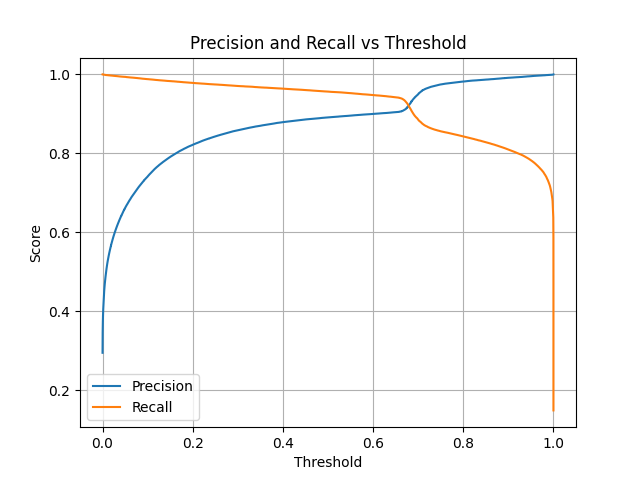 Precision and Recall vs Threshold
1.0
0.8
0.6
0.4
0.2
Score
Precision
Recall
0.0 0.2 0.4 0.6 0.8 1.0
Threshold